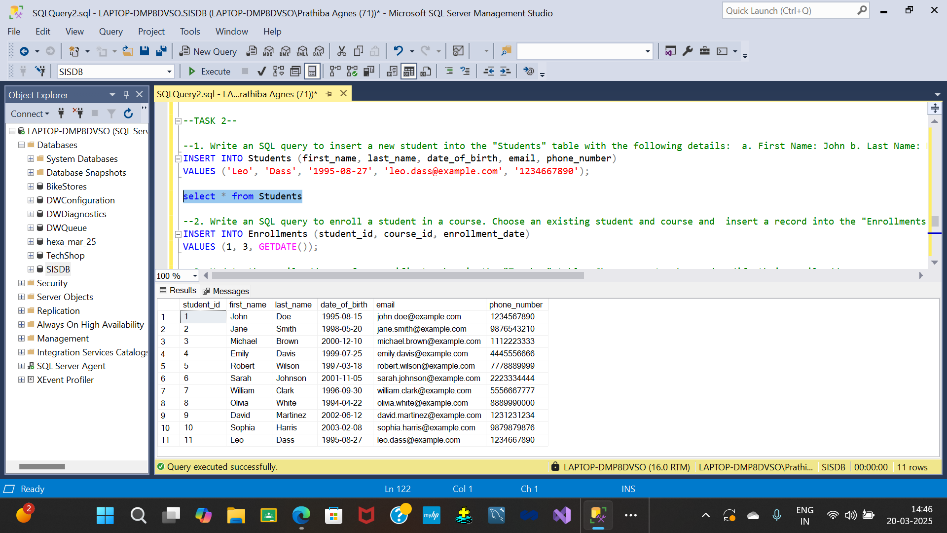 SQLQuery2.sql - LAPTOP-DMP8DVSO.SISDB (LAPTOP-DMP8DVSO\Prathiba Agnes (71))* - Microsoft SQL Server Management Studio
Quick Launch (Ctrl+Q)
File Edit View Query Project Tools Window Help
New Query
MDX DMX XMLA DAX
SISDB Execute
Object Explorer
SQLQuery2.sql - LA...rathiba Agnes (71))*
Connect
LAPTOP-DMP8DVSO (SQL Serv
Databases
System Databases
Database Snapshots
BikeStores
DWConfiguration
DWDiagnostics
DWQueue
hexa mar 25
TechShop
SISDB
Security
Server Objects
Replication
Always On High Availability
Management
Integration Services Catalogs
SQL Server Agent
XEvent Profiler
--TASK 2--
--1. Write an SQL query to insert a new student into the "Students" table with the following details:  a. First Name: John b. Last Name:
INSERT INTO Students (first_name, last_name, date_of_birth, email, phone_number)
VALUES ('Leo', 'Dass', '1995-08-27', 'leo.dass@example.com', '1234667890');
select * from Students
--2. Write an SQL query to enroll a student in a course. Choose an existing student and course and  insert a record into the "Enrollments
INSERT INTO Enrollments (student_id, course_id, enrollment_date)
VALUES (1, 3, GETDATE());
100 %
Results Messages
student_id first_name last_name date_of_birth email phone_number
1 1 John Doe 1995-08-15 john.doe@example.com 1234567890
2 2 Jane Smith 1998-05-20 jane.smith@example.com 9876543210
3 3 Michael Brown 2000-12-10 michael.brown@example.com 1112223333
4 4 Emily Davis 1999-07-25 emily.davis@example.com 4445556666
5 5 Robert Wilson 1997-03-18 robert.wilson@example.com 7778889999
6 6 Sarah Johnson 2001-11-05 sarah.johnson@example.com 2223334444
7 7 William Clark 1996-09-30 william.clark@example.com 5556667777
8 8 Olivia White 1994-04-22 olivia.white@example.com 8889990000
9 9 David Martinez 2002-06-12 david.martinez@example.com 1231231234
10 10 Sophia Harris 2003-02-08 sophia.harris@example.com 9879879876
11 11 Leo Dass 1995-08-27 leo.dass@example.com 1234667890
Query executed successfully. LAPTOP-DMP8DVSO (16.0 RTM) LAPTOP-DMP8DVSO\Prathi... SISDB 00:00:00 11 rows
Ready Ln 122 Col 1 Ch 1 INS
2
ENG
IN
14:46
20-03-2025